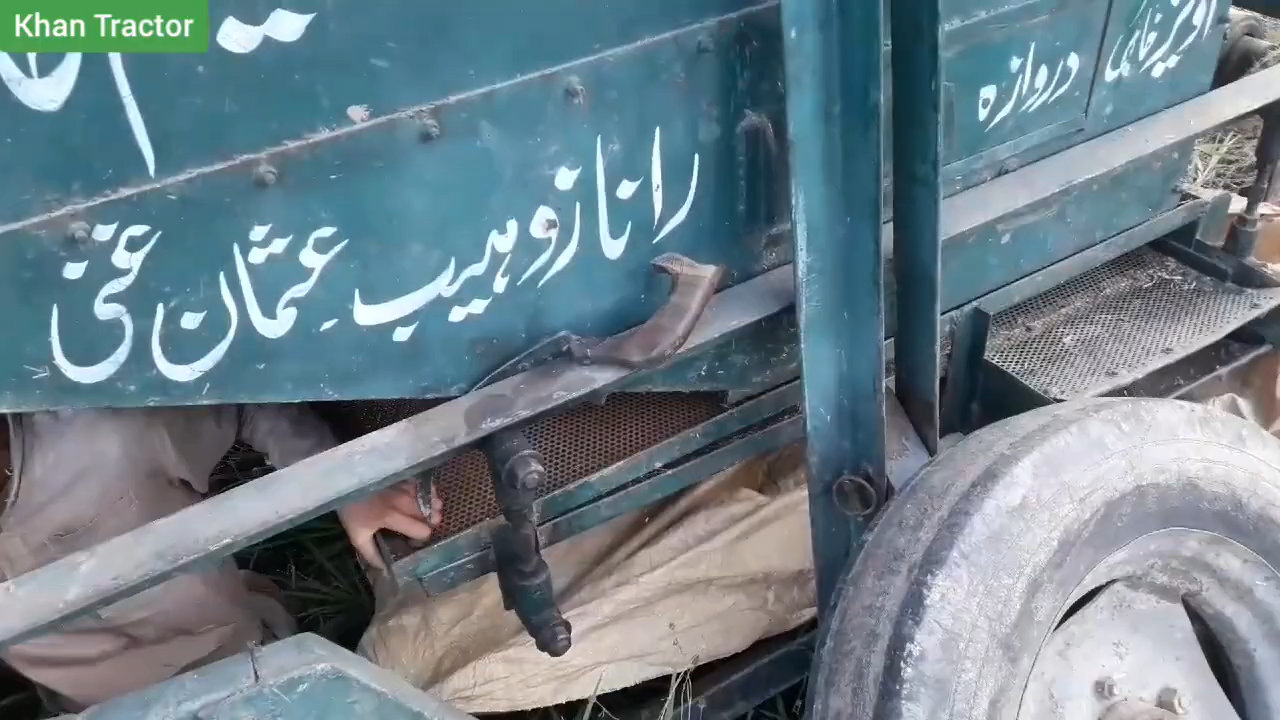 Khan Tractor
رانا زوہیب عثمان غنی
دروازہ